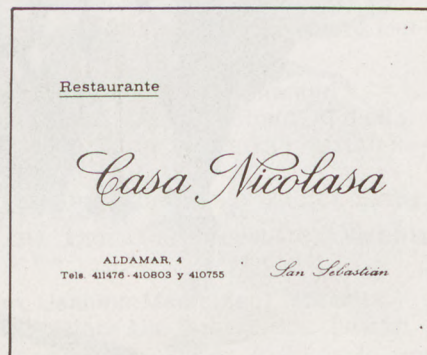 Restaurante
Casa Nicolasa
ALDAMAR, 4
Tels. 411476 - 410803 y 410755
San Sebastián